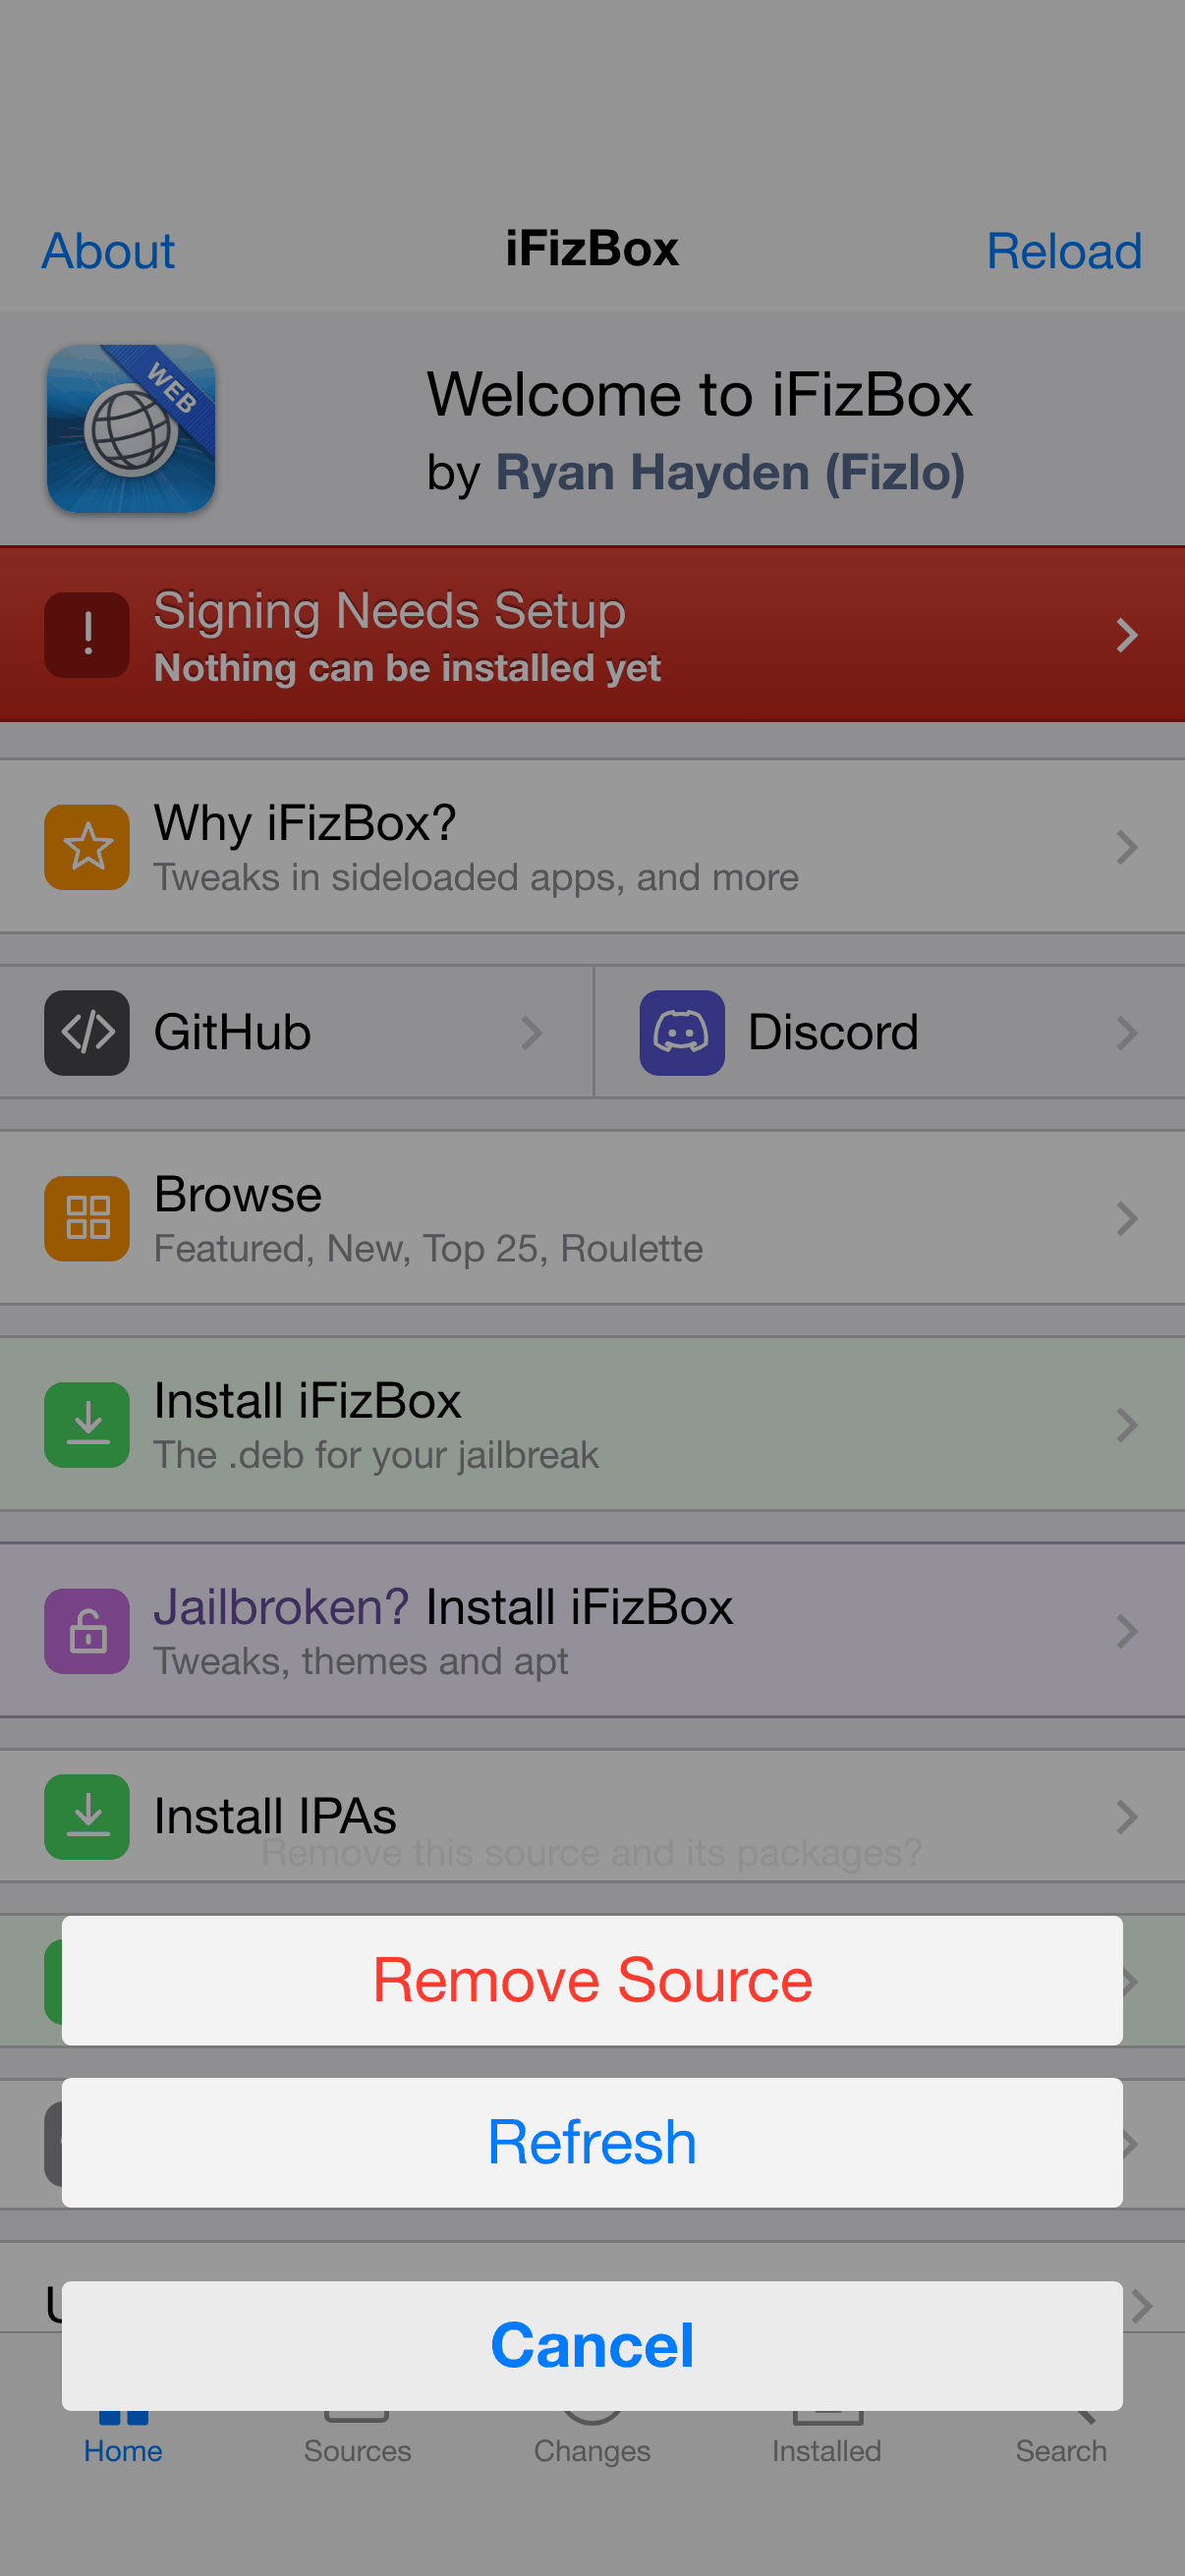 About
iFizBox
Reload
WEB
Welcome to iFizBox
by Ryan Hayden (Fizlo)
!
Signing Needs Setup
Nothing can be installed yet
Why iFizBox?
Tweaks in sideloaded apps, and more
GitHub
Discord
Browse
Featured, New, Top 25, Roulette
Install iFizBox
The .deb for your jailbreak
Jailbroken? Install iFizBox
Tweaks, themes and apt
Install IPAs
Remove this source and its packages?
Remove Source
Refresh
Cancel
Home
Sources
Changes
Installed
Search